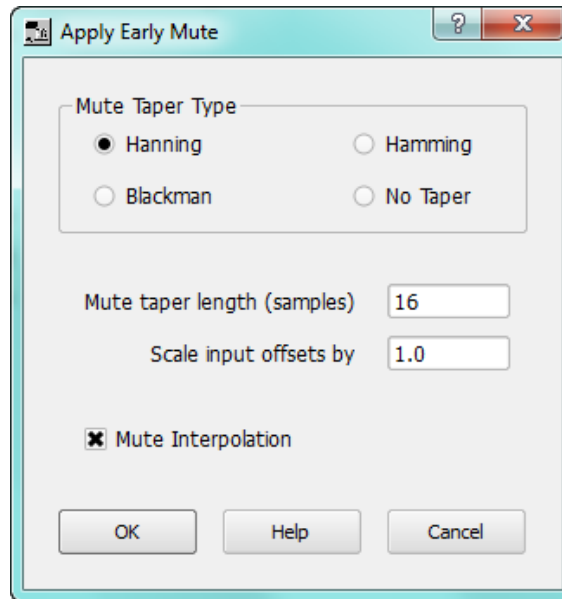 Apply Early Mute
Mute Taper Type
Hanning
Hamming
Blackman
No Taper
Mute taper length (samples) 16
Scale input offsets by 1.0
Mute Interpolation
OK
Help
Cancel